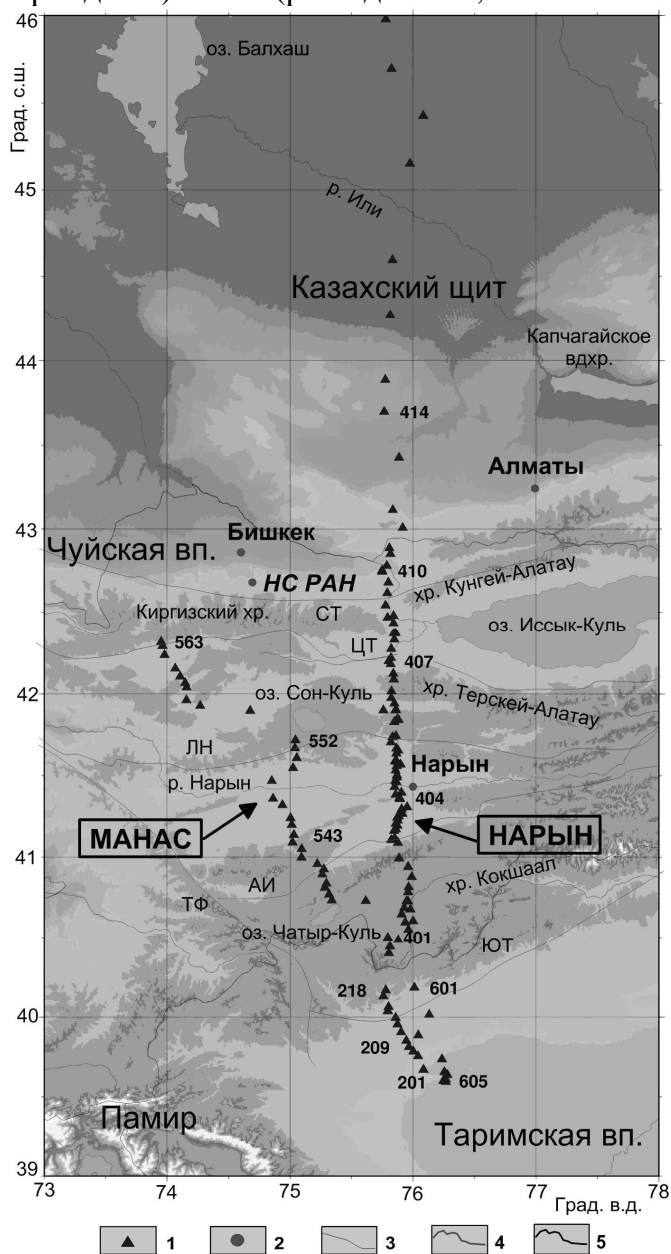 46
оз. Балхаш
Град. с.ш.
45
р. Или
Казахский щит
Капчагайское
вдхр.
44
414
Алматы
43
Бишкек
Чуйская вп.
410
НС РАН
хр. Кунгей-Алатау
Киргизский хр.
СТ
оз. Иссык-Куль
563
ЦТ
407
42
оз. Сон-Куль
хр. Терскей-Алатау
552
ЛН
Нарын
р. Нарын
404
МАНАС
НАРЫН
543
41
хр. Кокшаал
АИ
ТФ
оз. Чатыр-Куль
401
ЮТ
218
601
40
209
201
605
Памир
Таримская вп.
39
73
74
75
76
77
78
Град. в.д.
1
2
3
4
5